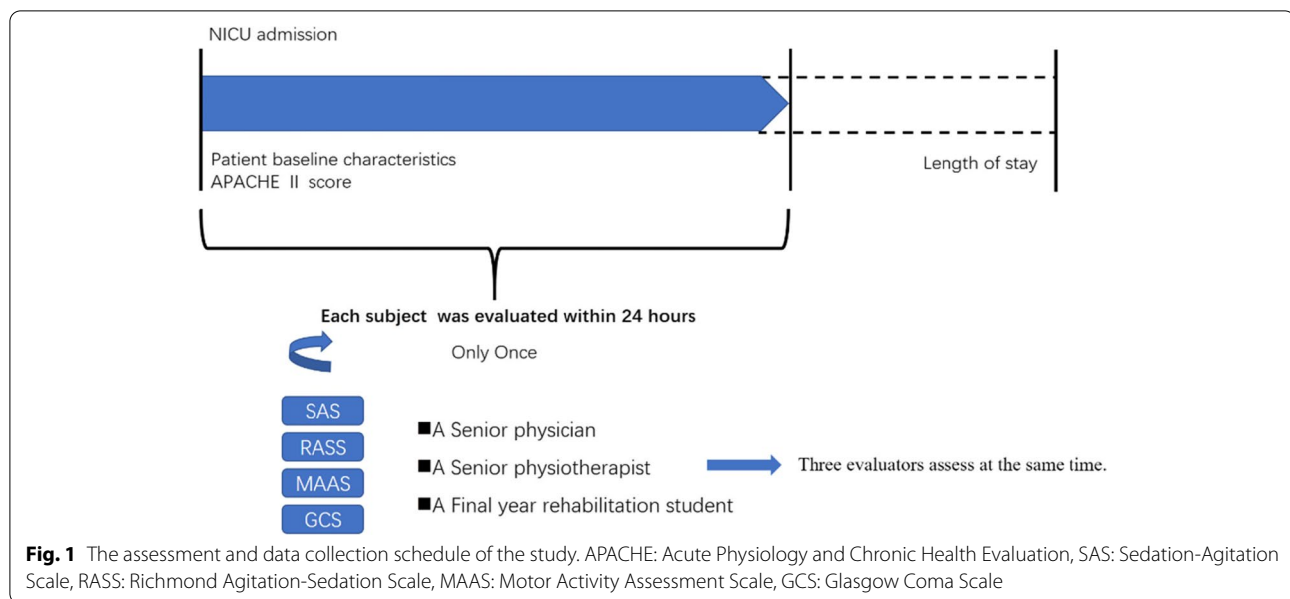 NICU admission
Patient baseline characteristics
APACHE II score
Length of stay
Each subject was evaluated within 24 hours
Only Once
SAS
RASS
MAAS
GCS
■A Senior physician
■A Senior physiotherapist
■A Final year rehabilitation student
Three evaluators assess at the same time.
Fig. 1 The assessment and data collection schedule of the study. APACHE: Acute Physiology and Chronic Health Evaluation, SAS: Sedation-Agitation
Scale, RASS: Richmond Agitation-Sedation Scale, MAAS: Motor Activity Assessment Scale, GCS: Glasgow Coma Scale